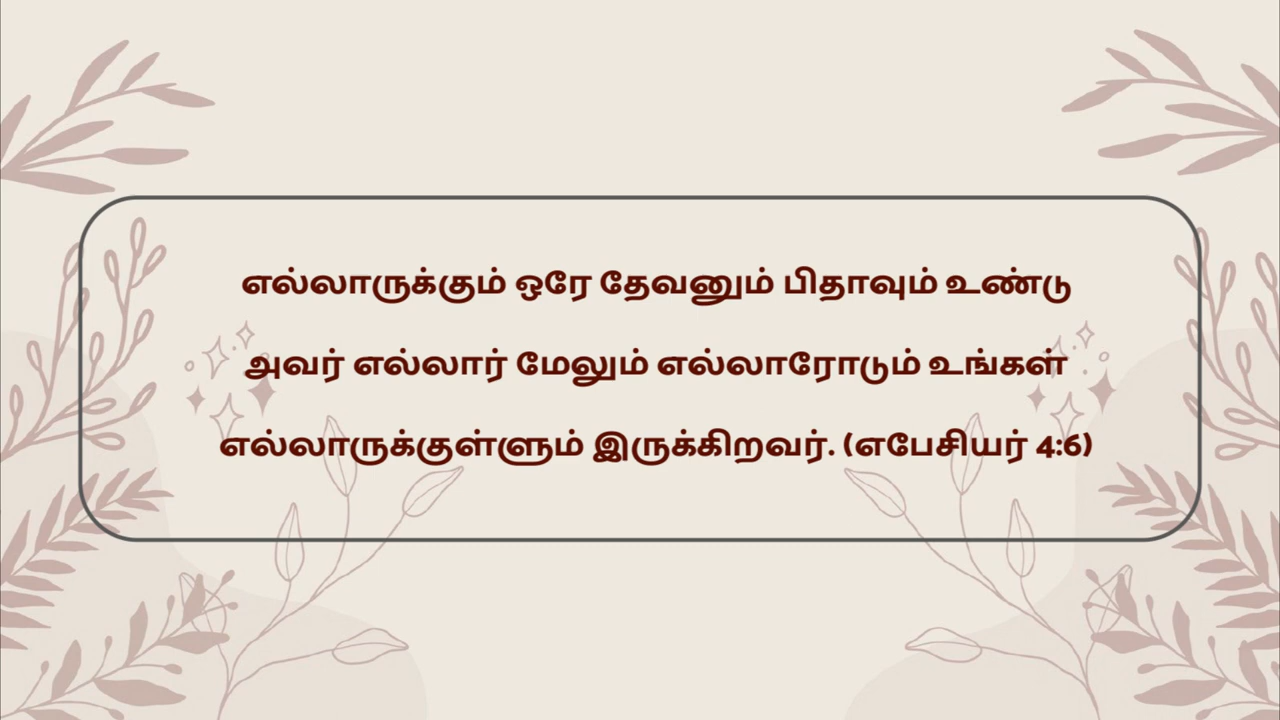 எல்லாருக்கும் ஒரே தேவனும் பிதாவும் உண்டு
அவர் எல்லார் மேலும் எல்லாரோடும் உங்கள்
எல்லாருக்குள்ளும் இருக்கிறவர். (எபேசியர் 4:6)